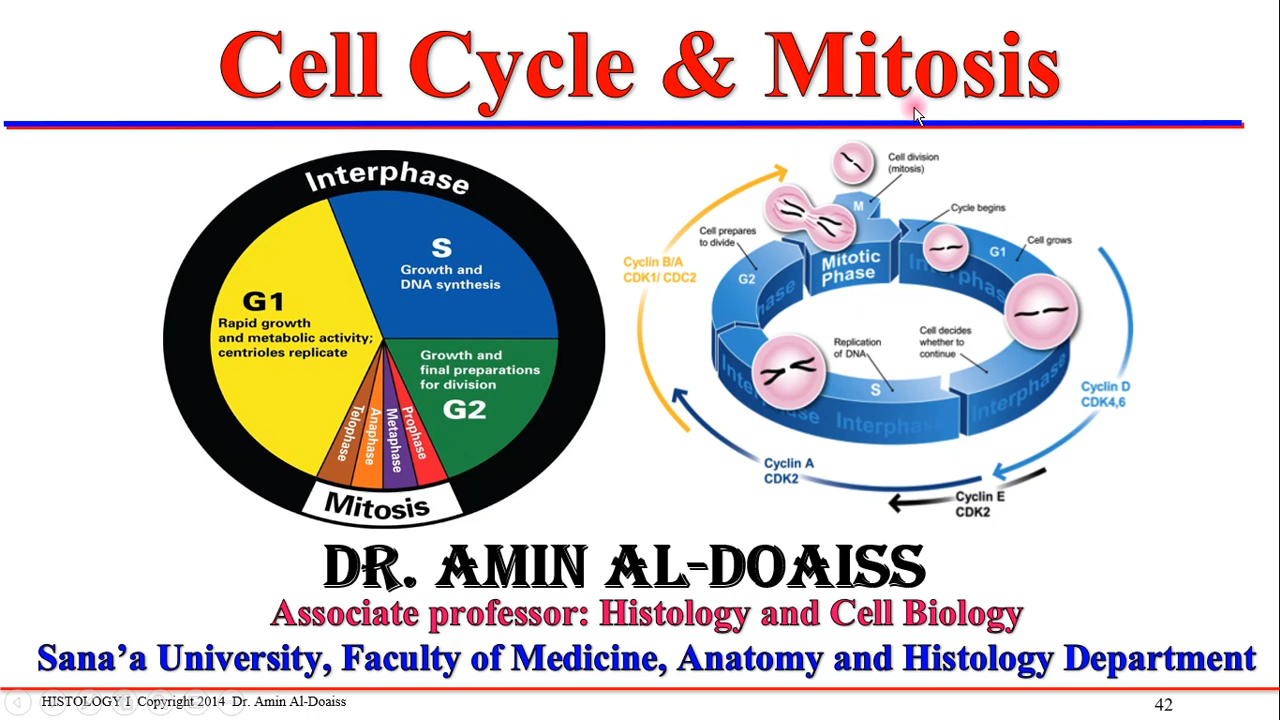 Cell Cycle & Mitosis
Interphase
S
Growth and
DNA synthesis
G1
Rapid growth
and metabolic activity;
centrioles replicate
Growth and
final preparations
for division
G2
Telophase
Anaphase
Metaphase
Prophase
Mitosis
Cell division
(mitosis)
M
Cycle begins
Cell prepares
to divide
G1
Cell grows
Cyclin B/A
CDK1/ CDC2
G2
Mitotic
Phase
Interphas
phase
Replication
of DNA
Cell decides
whether to
continue
S
Interphase
Interphase
Interphase
Cyclin D
CDK4,6
Cyclin A
CDK2
Cyclin E
CDK2
DR. AMIN AL-DOAISS
Associate professor: Histology and Cell Biology
Sana’a University, Faculty of Medicine, Anatomy and Histology Department
HISTOLOGY I Copyright 2014 Dr. Amin Al-Doaiss
42